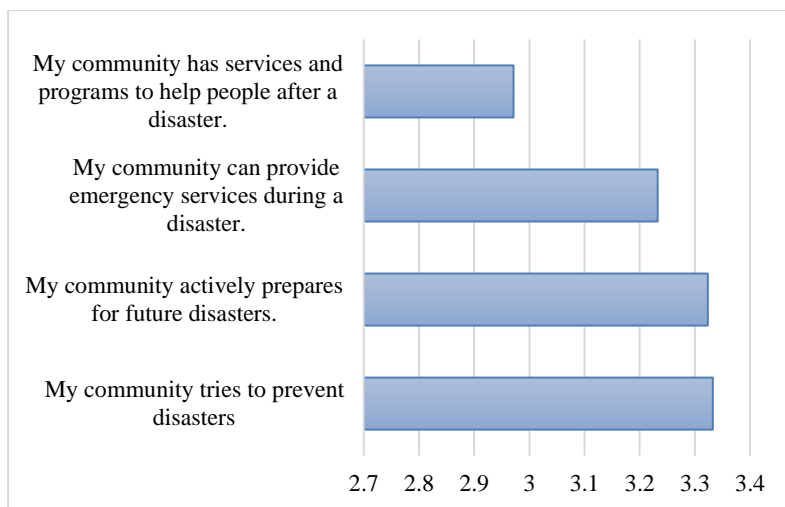 My community has services and
programs to help people after a
disaster.
My community can provide
emergency services during a
disaster.
My community actively prepares
for future disasters.
My community tries to prevent
disasters
2.7 2.8 2.9 3 3.1 3.2 3.3 3.4